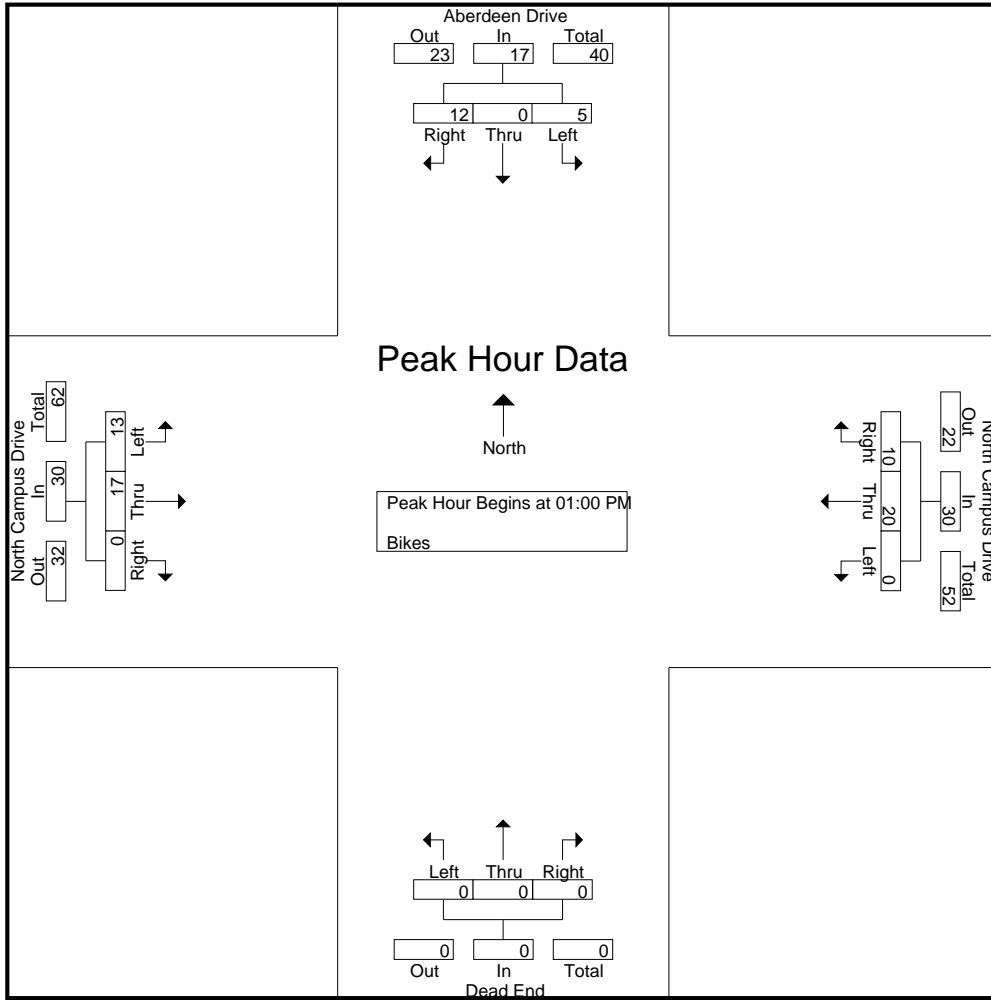 Aberdeen Drive
Out In Total
23 17 40
12 0 5
Right Thru Left
Peak Hour Data
North
Peak Hour Begins at 01:00 PM
Bikes
North Campus Drive
Total In Out
62 30 32
13 17 0
Left Thru Right
North Campus Drive
Out In Total
22 30 52
10 20 0
Right Thru Left
Left Thru Right
0 0 0
0 0 0
Out In Total
Dead End